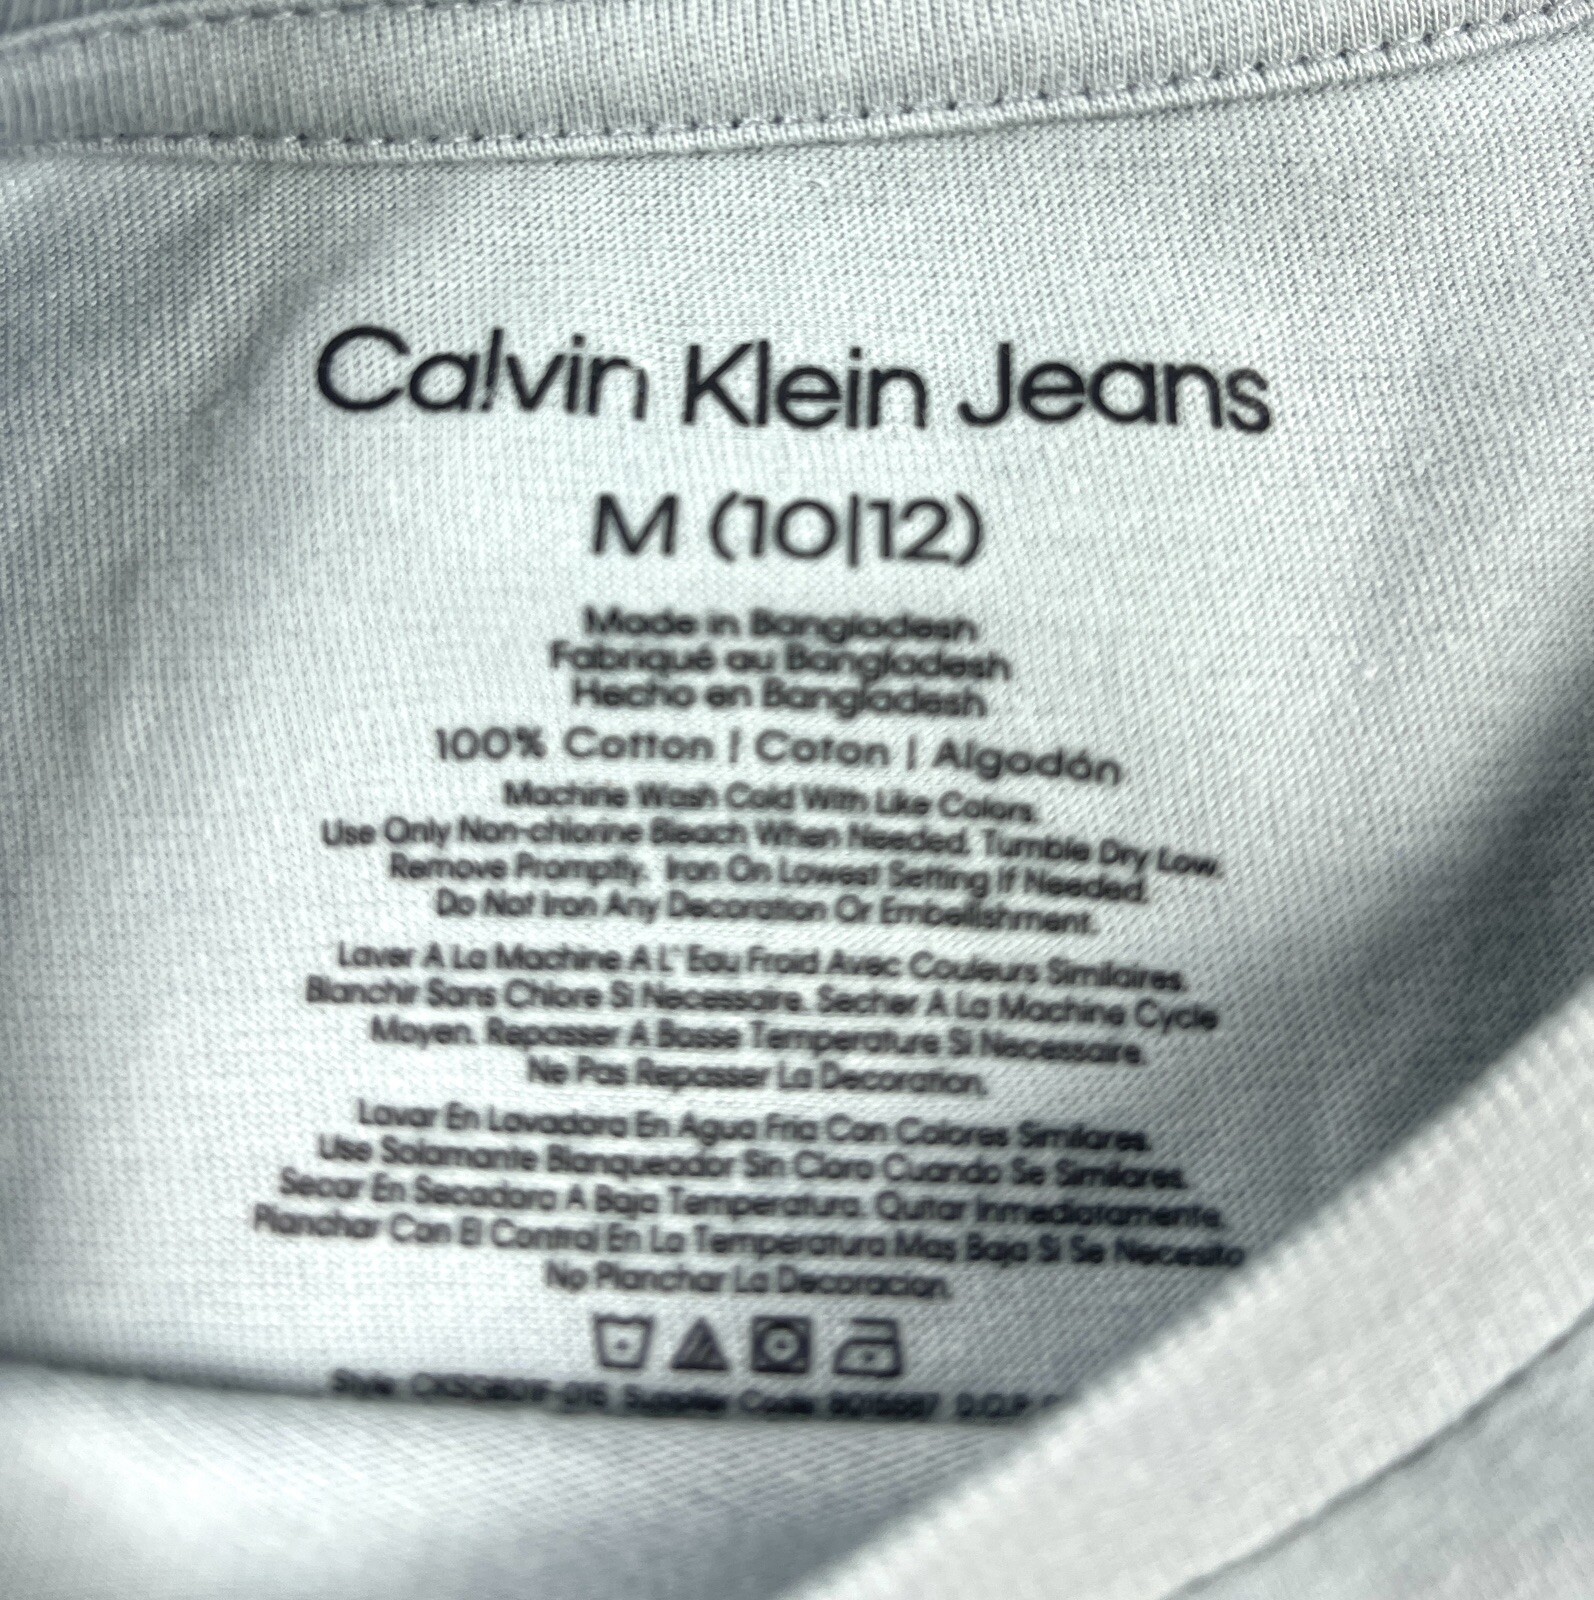 Calvin Klein Jeans
M (10|12)
Made in Bangladesh
Fabriqué au Bangladesh
Hecho en Bangladesh
100% Cotton | Coton | Algodón
Machine Wash Cold With Like Colors.
Use Only Non-chlorine Bleach When Needed. Tumble Dry Low.
Remove Promptly. Iron On Lowest Setting If Needed.
Do Not Iron Any Decoration Or Embellishment.
Laver A La Machine A L' Eau Froid Avec Couleurs Similaires.
Blanchir Sans Chlore Si Necessaire. Secher A La Machine Cycle
Moyen. Repasser A Basse Temperature Si Necessaire.
Ne Pas Repasser La Decoration.
Lavar En Lavadora En Agua Fria Con Colores Similares.
Use Solamante Blanqueador Sin Cloro Cuando Se Similares.
Secar En Secadora A Baja Temperatura. Quitar Inmediatamente.
Planchar Con El Control En La Temperatura Mas Baja Si Se Necesita
No Planchar La Decoracion.
Style: Supplier Code: D.O.P.